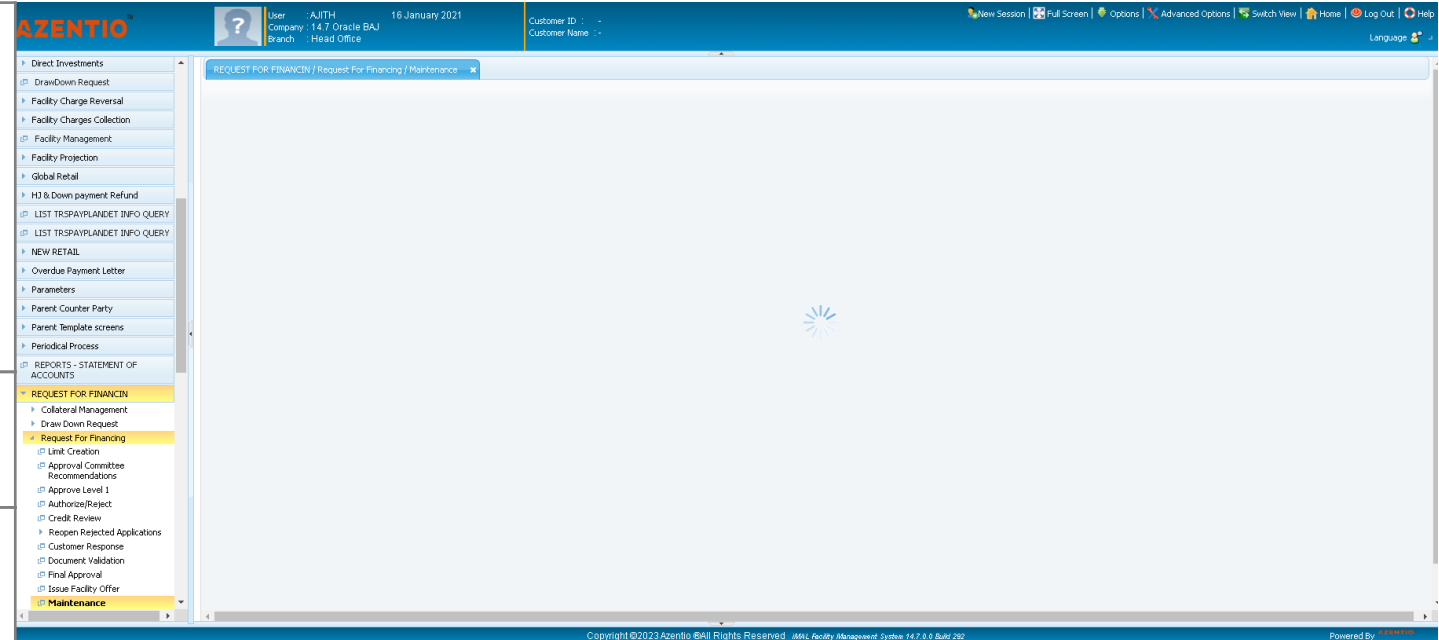 AZENTIO™
User : AJITH 16 January 2021
Company : 14.7 Oracle BAJ
Branch : Head Office
Customer ID : -
Customer Name : -
New Session | Full Screen | Options | Advanced Options | Switch View | Home | Log Out | Help
Language
Direct Investments
DrawDown Request
Facility Charge Reversal
Facility Charges Collection
Facility Management
Facility Projection
Global Retail
HJ & Down payment Refund
LIST TRSPAYPLANDET INFO QUERY
LIST TRSPAYPLANDET INFO QUERY
NEW RETAIL
Overdue Payment Letter
Parameters
Parent Counter Party
Parent Template screens
Periodical Process
REPORTS - STATEMENT OF
ACCOUNTS
REQUEST FOR FINANCIN
Collateral Management
Draw Down Request
Request For Financing
Limit Creation
Approval Committee
Recommendations
Approve Level 1
Authorize/Reject
Credit Review
Reopen Rejected Applications
Customer Response
Document Validation
Final Approval
Issue Facility Offer
Maintenance
REQUEST FOR FINANCIN / Request For Financing / Maintenance
Copyright©2023 Azentio ®All Rights Reserved iMAL Facility Management System 14.7.0.0 Build 292
Powered By AZENTIO